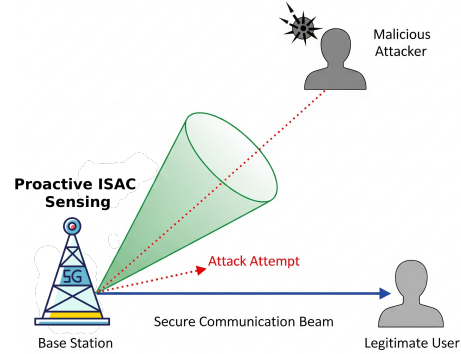 Malicious
Attacker
Proactive ISAC
Sensing
5G
Attack Attempt
Secure Communication Beam
Base Station
Legitimate User